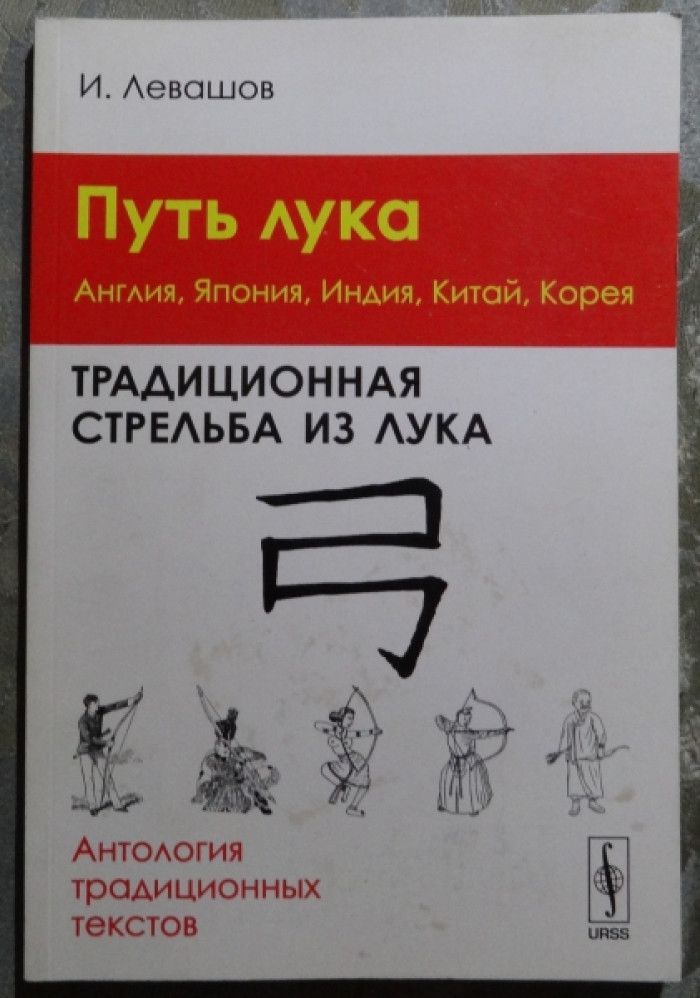 И. Левашов
Путь лука
Англия, Япония, Индия, Китай, Корея
ТРАДИЦИОННАЯ
СТРЕЛЬБА ИЗ ЛУКА
弓
Антология
традиционных
текстов
URSS